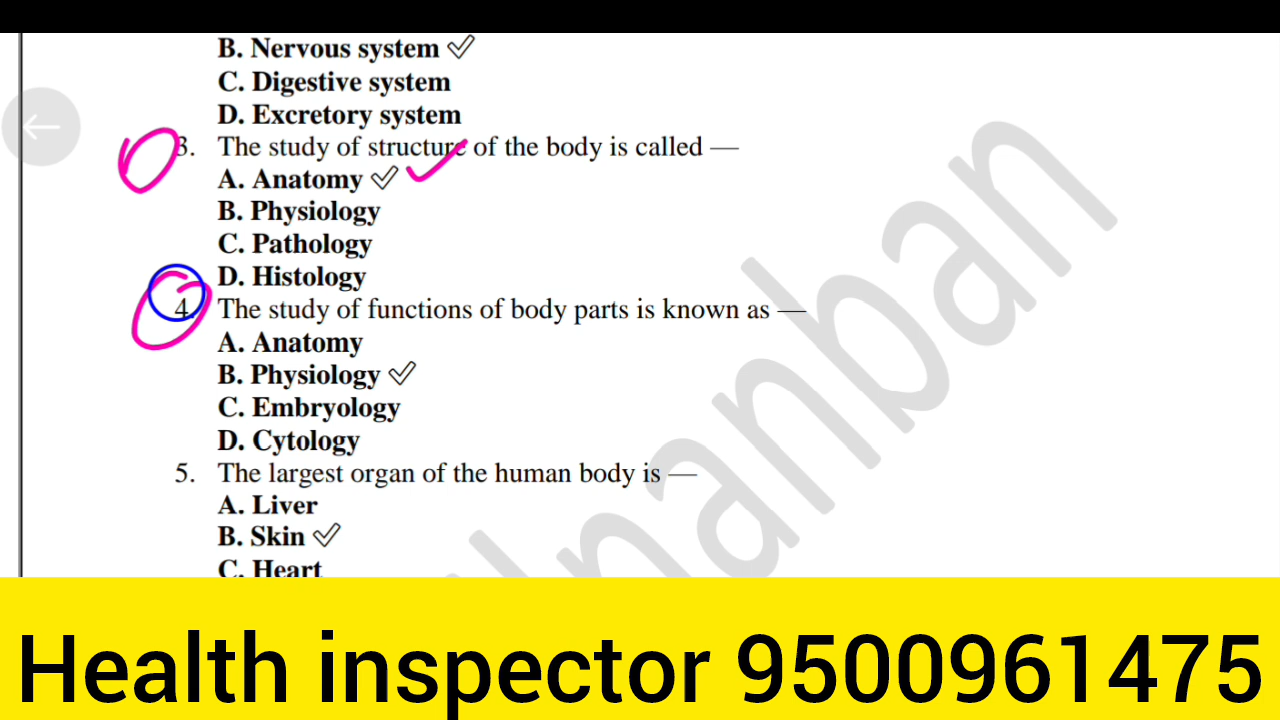 B. Nervous system ✓
C. Digestive system
D. Excretory system
3. The study of structure of the body is called —
A. Anatomy ✓
B. Physiology
C. Pathology
D. Histology
4. The study of functions of body parts is known as —
A. Anatomy
B. Physiology ✓
C. Embryology
D. Cytology
5. The largest organ of the human body is —
A. Liver
B. Skin ✓
C. Heart
Health inspector 9500961475